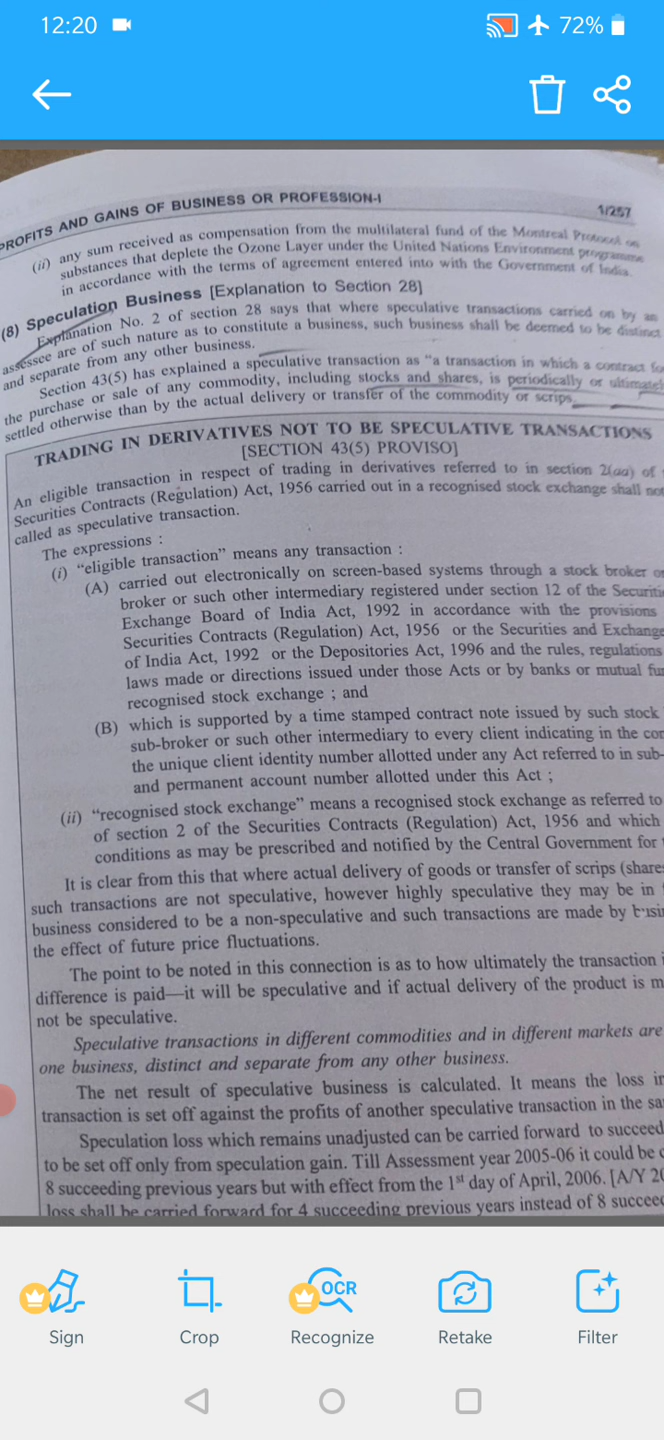 12:20
72%
PROFITS AND GAINS OF BUSINESS OR PROFESSION-I
1/257
(ii) any sum received as compensation from the multilateral fund of the Montreal Protocol on
substances that deplete the Ozone Layer under the United Nations Environment programme
in accordance with the terms of agreement entered into with the Government of India.
(8) Speculation Business [Explanation to Section 28]
Explanation No. 2 of section 28 says that where speculative transactions carried on by an
assessee are of such nature as to constitute a business, such business shall be deemed to be distinct
and separate from any other business.
Section 43(5) has explained a speculative transaction as "a transaction in which a contract fo
the purchase or sale of any commodity, including stocks and shares, is periodically or ultimatel
settled otherwise than by the actual delivery or transfer of the commodity or scrips.
TRADING IN DERIVATIVES NOT TO BE SPECULATIVE TRANSACTIONS
[SECTION 43(5) PROVISO]
An eligible transaction in respect of trading in derivatives referred to in section 2(aa) of
Securities Contracts (Regulation) Act, 1956 carried out in a recognised stock exchange shall not
called as speculative transaction.
The expressions :
(i) "eligible transaction" means any transaction :
(A) carried out electronically on screen-based systems through a stock broker or
broker or such other intermediary registered under section 12 of the Securiti
Exchange Board of India Act, 1992 in accordance with the provisions
Securities Contracts (Regulation) Act, 1956 or the Securities and Exchange
of India Act, 1992 or the Depositories Act, 1996 and the rules, regulations
laws made or directions issued under those Acts or by banks or mutual fun
recognised stock exchange ; and
(B) which is supported by a time stamped contract note issued by such stock
sub-broker or such other intermediary to every client indicating in the con
the unique client identity number allotted under any Act referred to in sub-
and permanent account number allotted under this Act ;
(ii) "recognised stock exchange" means a recognised stock exchange as referred to
of section 2 of the Securities Contracts (Regulation) Act, 1956 and which
conditions as may be prescribed and notified by the Central Government for
It is clear from this that where actual delivery of goods or transfer of scrips (shares
such transactions are not speculative, however highly speculative they may be in
business considered to be a non-speculative and such transactions are made by busin
the effect of future price fluctuations.
The point to be noted in this connection is as to how ultimately the transaction i
difference is paid—it will be speculative and if actual delivery of the product is m
not be speculative.
Speculative transactions in different commodities and in different markets are
one business, distinct and separate from any other business.
The net result of speculative business is calculated. It means the loss in
transaction is set off against the profits of another speculative transaction in the sa
Speculation loss which remains unadjusted can be carried forward to succeed
to be set off only from speculation gain. Till Assessment year 2005-06 it could be c
8 succeeding previous years but with effect from the 1st day of April, 2006. [A/Y 20
loss shall be carried forward for 4 succeeding previous years instead of 8 succeed
OCR
Sign
Crop
Recognize
Retake
Filter